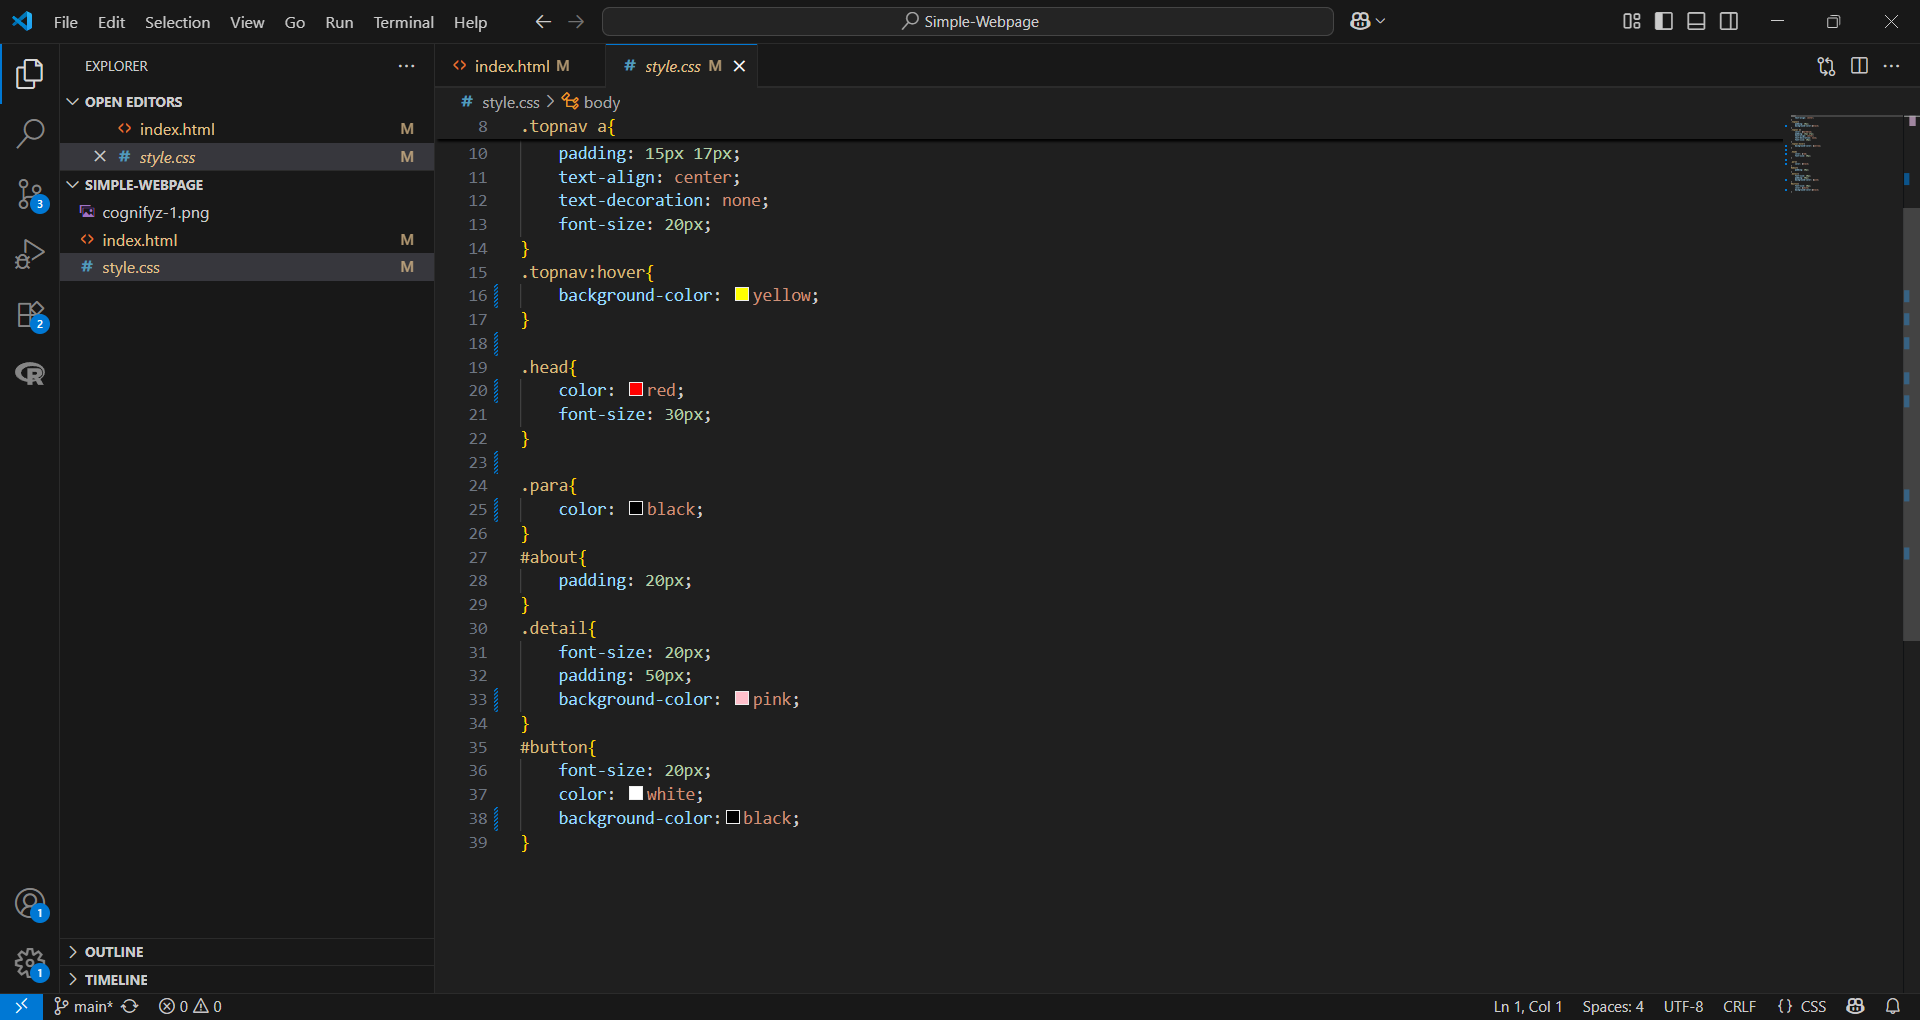 File Edit Selection View Go Run Terminal Help
Simple-Webpage
EXPLORER
OPEN EDITORS
index.html M
style.css M
SIMPLE-WEBPAGE
cognifyz-1.png
index.html M
style.css M
3
2
R
1
1
OUTLINE
TIMELINE
index.html M
# style.css M
# style.css > body
8 .topnav a{
10 padding: 15px 17px;
11 text-align: center;
12 text-decoration: none;
13 font-size: 20px;
14 }
15 .topnav:hover{
16 background-color: yellow;
17 }
18
19 .head{
20 color: red;
21 font-size: 30px;
22 }
23
24 .para{
25 color: black;
26 }
27 #about{
28 padding: 20px;
29 }
30 .detail{
31 font-size: 20px;
32 padding: 50px;
33 background-color: pink;
34 }
35 #button{
36 font-size: 20px;
37 color: white;
38 background-color: black;
39 }
main* 0 0
Ln 1, Col 1 Spaces: 4 UTF-8 CRLF {} CSS